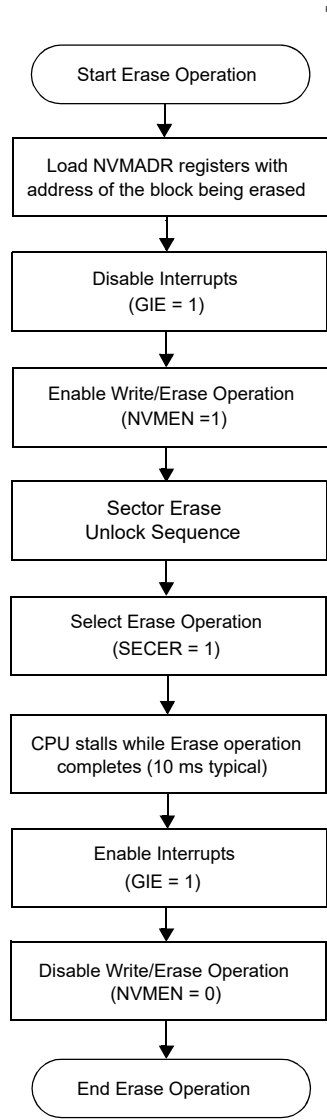 Start Erase Operation
Load NVMADR registers with
address of the block being erased
Disable Interrupts
(GIE = 1)
Enable Write/Erase Operation
(NVMEN =1)
Sector Erase
Unlock Sequence
Select Erase Operation
(SECER = 1)
CPU stalls while Erase operation
completes (10 ms typical)
Enable Interrupts
(GIE = 1)
Disable Write/Erase Operation
(NVMEN = 0)
End Erase Operation